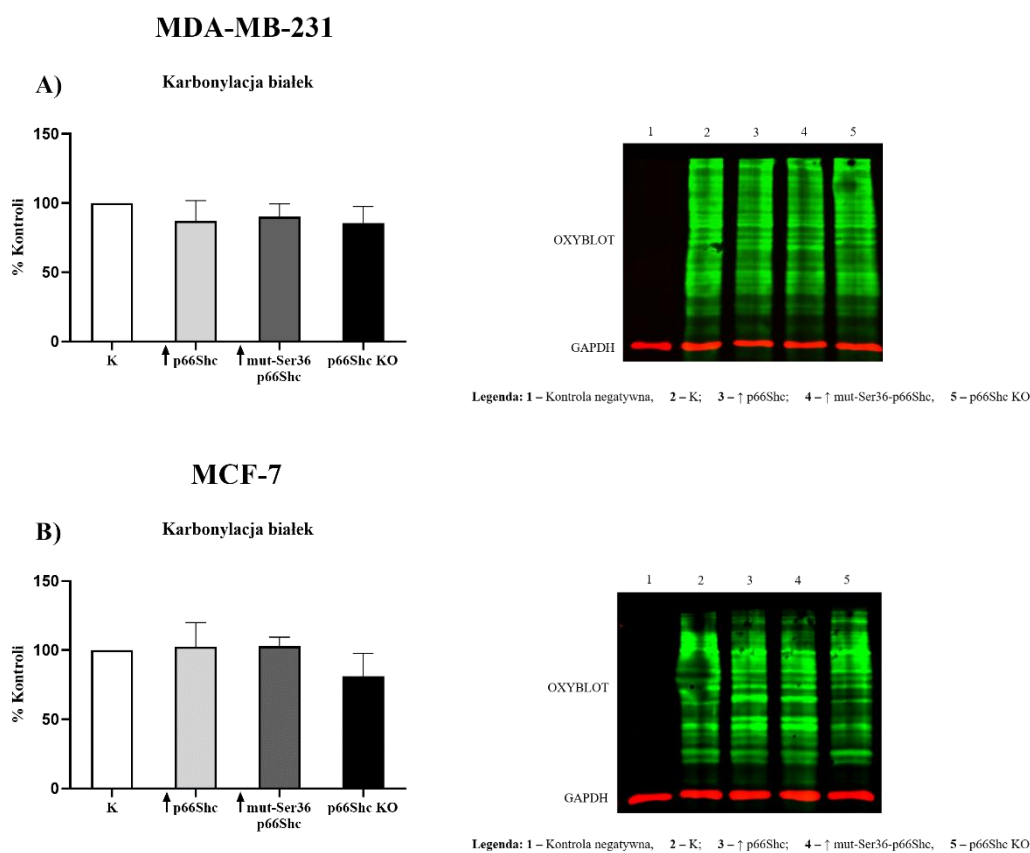 MDA-MB-231
A)
Karbonylacja białek
% Kontroli
150
100
50
0
K
↑ p66Shc
↑ mut-Ser36
p66Shc
p66Shc KO
1 2 3 4 5
OXYBLOT
GAPDH
Legenda: 1 – Kontrola negatywna, 2 – K; 3 – ↑ p66Shc; 4 – ↑ mut-Ser36-p66Shc, 5 – p66Shc KO
MCF-7
B)
Karbonylacja białek
% Kontroli
150
100
50
0
K
↑ p66Shc
↑ mut-Ser36
p66Shc
p66Shc KO
1 2 3 4 5
OXYBLOT
GAPDH
Legenda: 1 – Kontrola negatywna, 2 – K; 3 – ↑ p66Shc; 4 – ↑ mut-Ser36-p66Shc, 5 – p66Shc KO